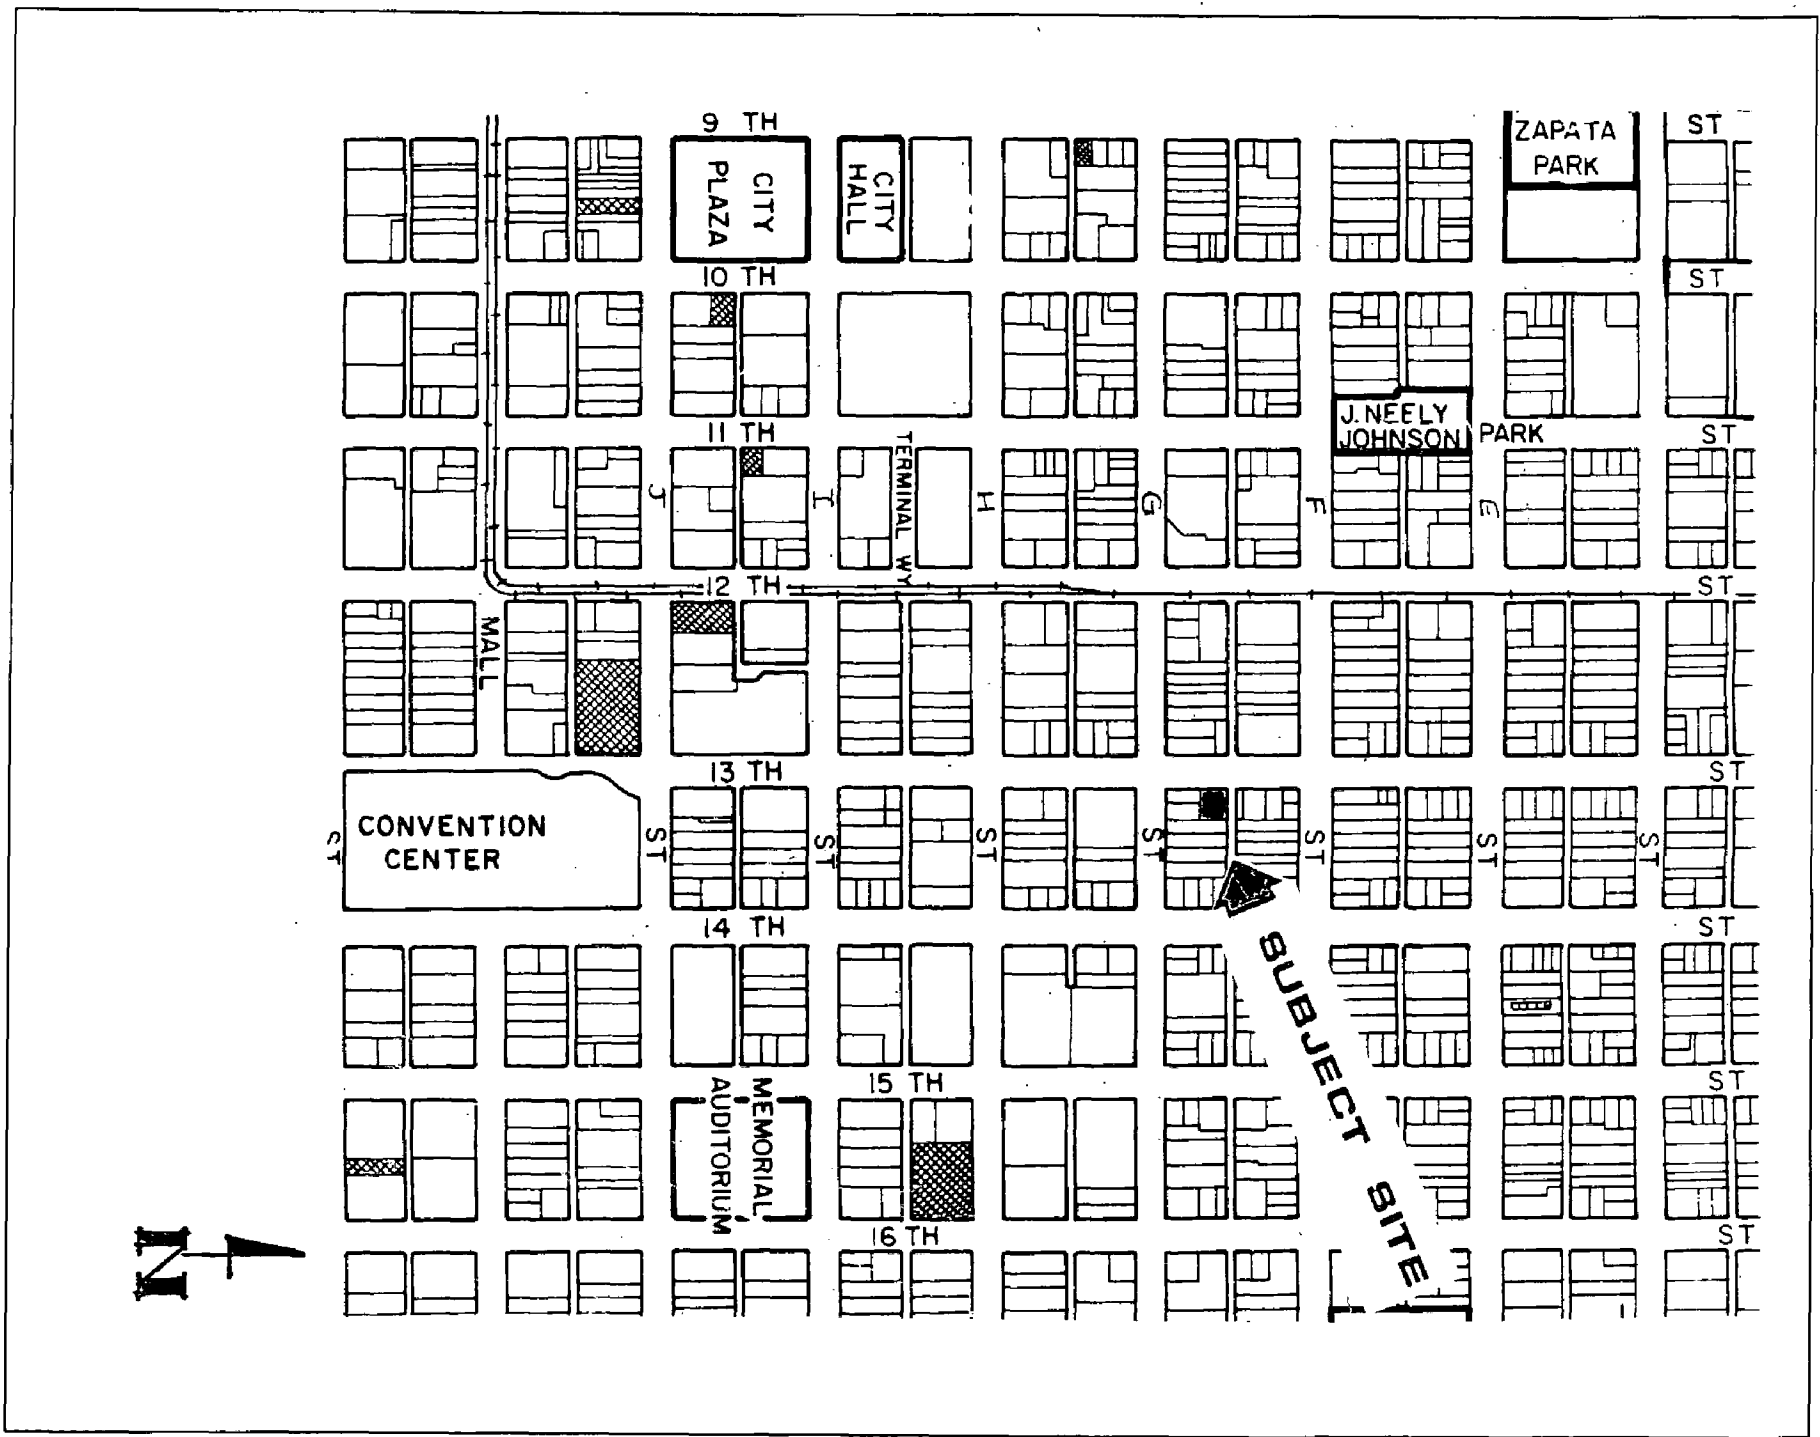 9 TH
ST
ZAPATA
PARK
CITY
PLAZA
CITY
HALL
10 TH
ST
J. NEELY
JOHNSON PARK
11 TH
ST
TERMINAL WY
J
I
H
G
F
E
12 TH
ST
MALL
13 TH
ST
CONVENTION
CENTER
ST
ST
ST
ST
ST
ST
ST
ST
14 TH
ST
SUBJECT SITE
15 TH
ST
MEMORIAL
AUDITORIUM
16 TH
ST
N